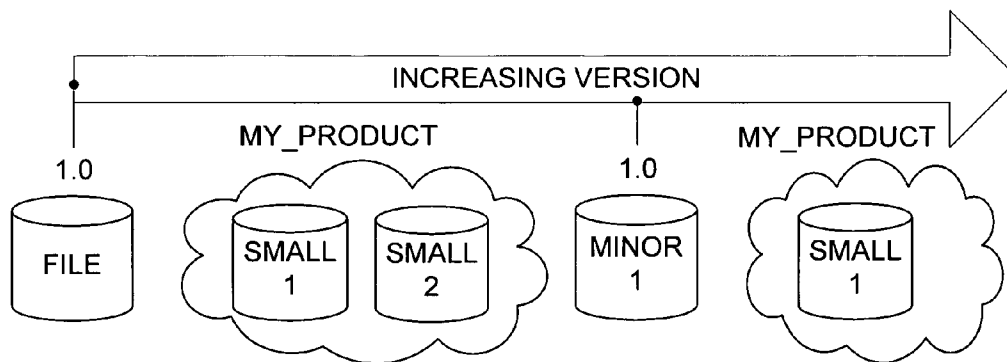 INCREASING VERSION
MY_PRODUCT
MY_PRODUCT
1.0
1.0
FILE
SMALL
1
SMALL
2
MINOR
1
SMALL
1